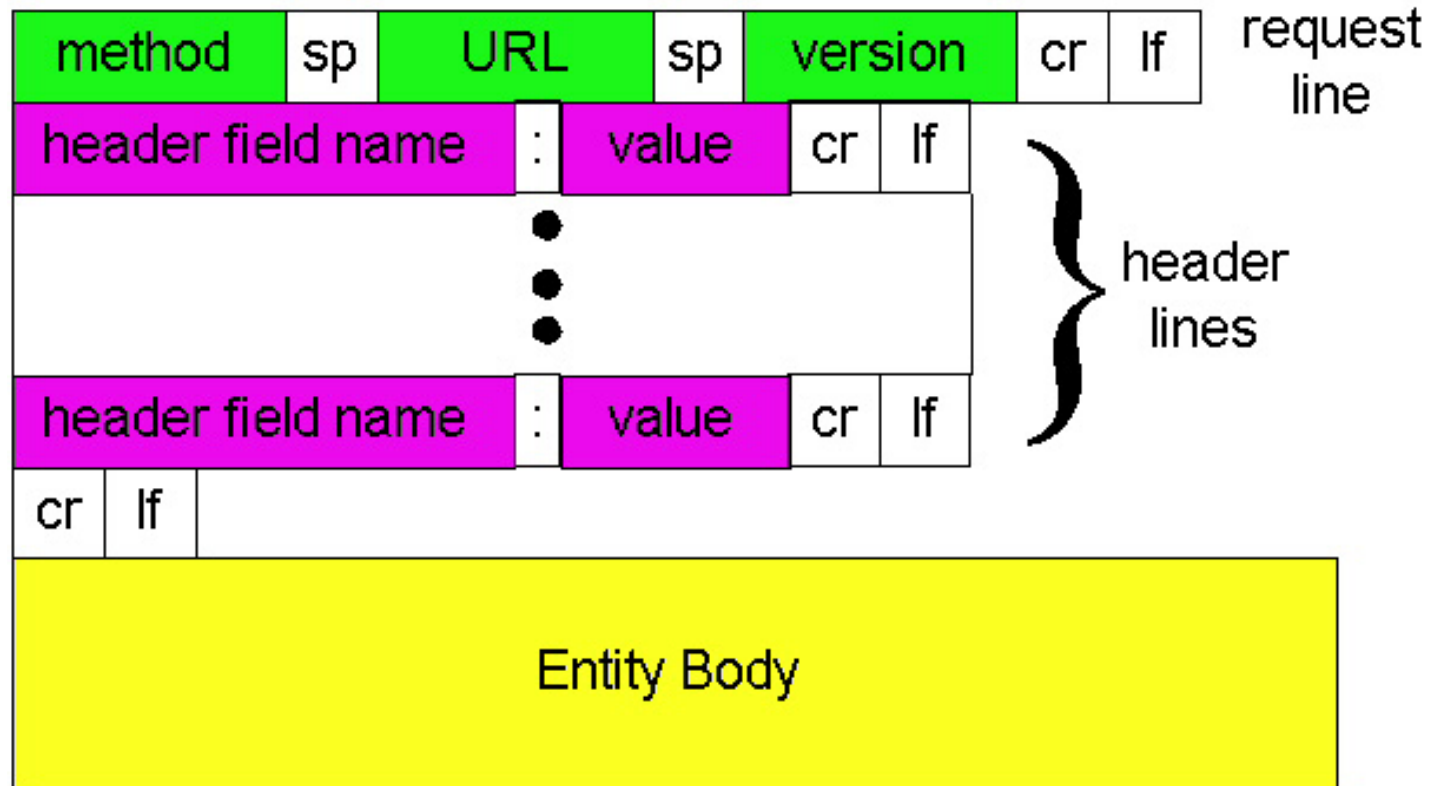 method sp URL sp version cr lf
request
line
header field name : value cr lf
header
lines
header field name : value cr lf
cr lf
Entity Body